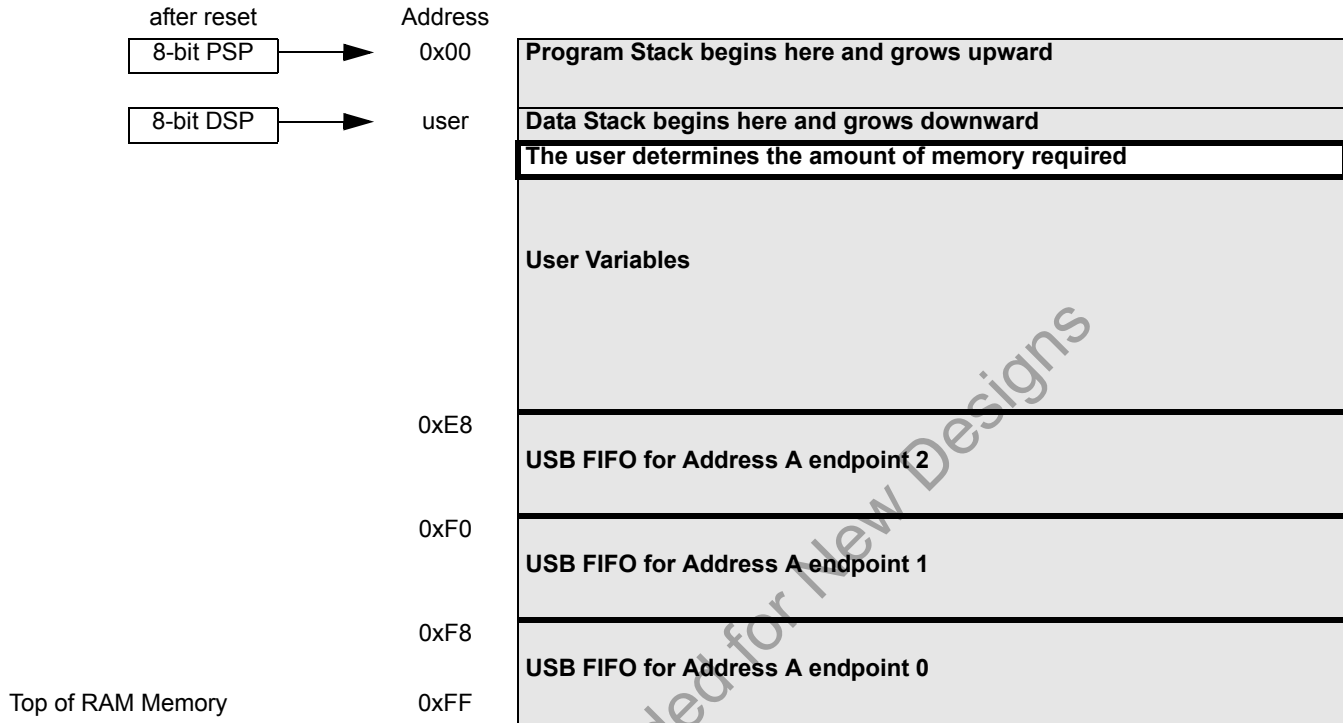 after reset Address
8-bit PSP 0x00 Program Stack begins here and grows upward
8-bit DSP user Data Stack begins here and grows downward
The user determines the amount of memory required
User Variables
0xE8
USB FIFO for Address A endpoint 2
0xF0
USB FIFO for Address A endpoint 1
0xF8
USB FIFO for Address A endpoint 0
Top of RAM Memory 0xFF
for New Designs